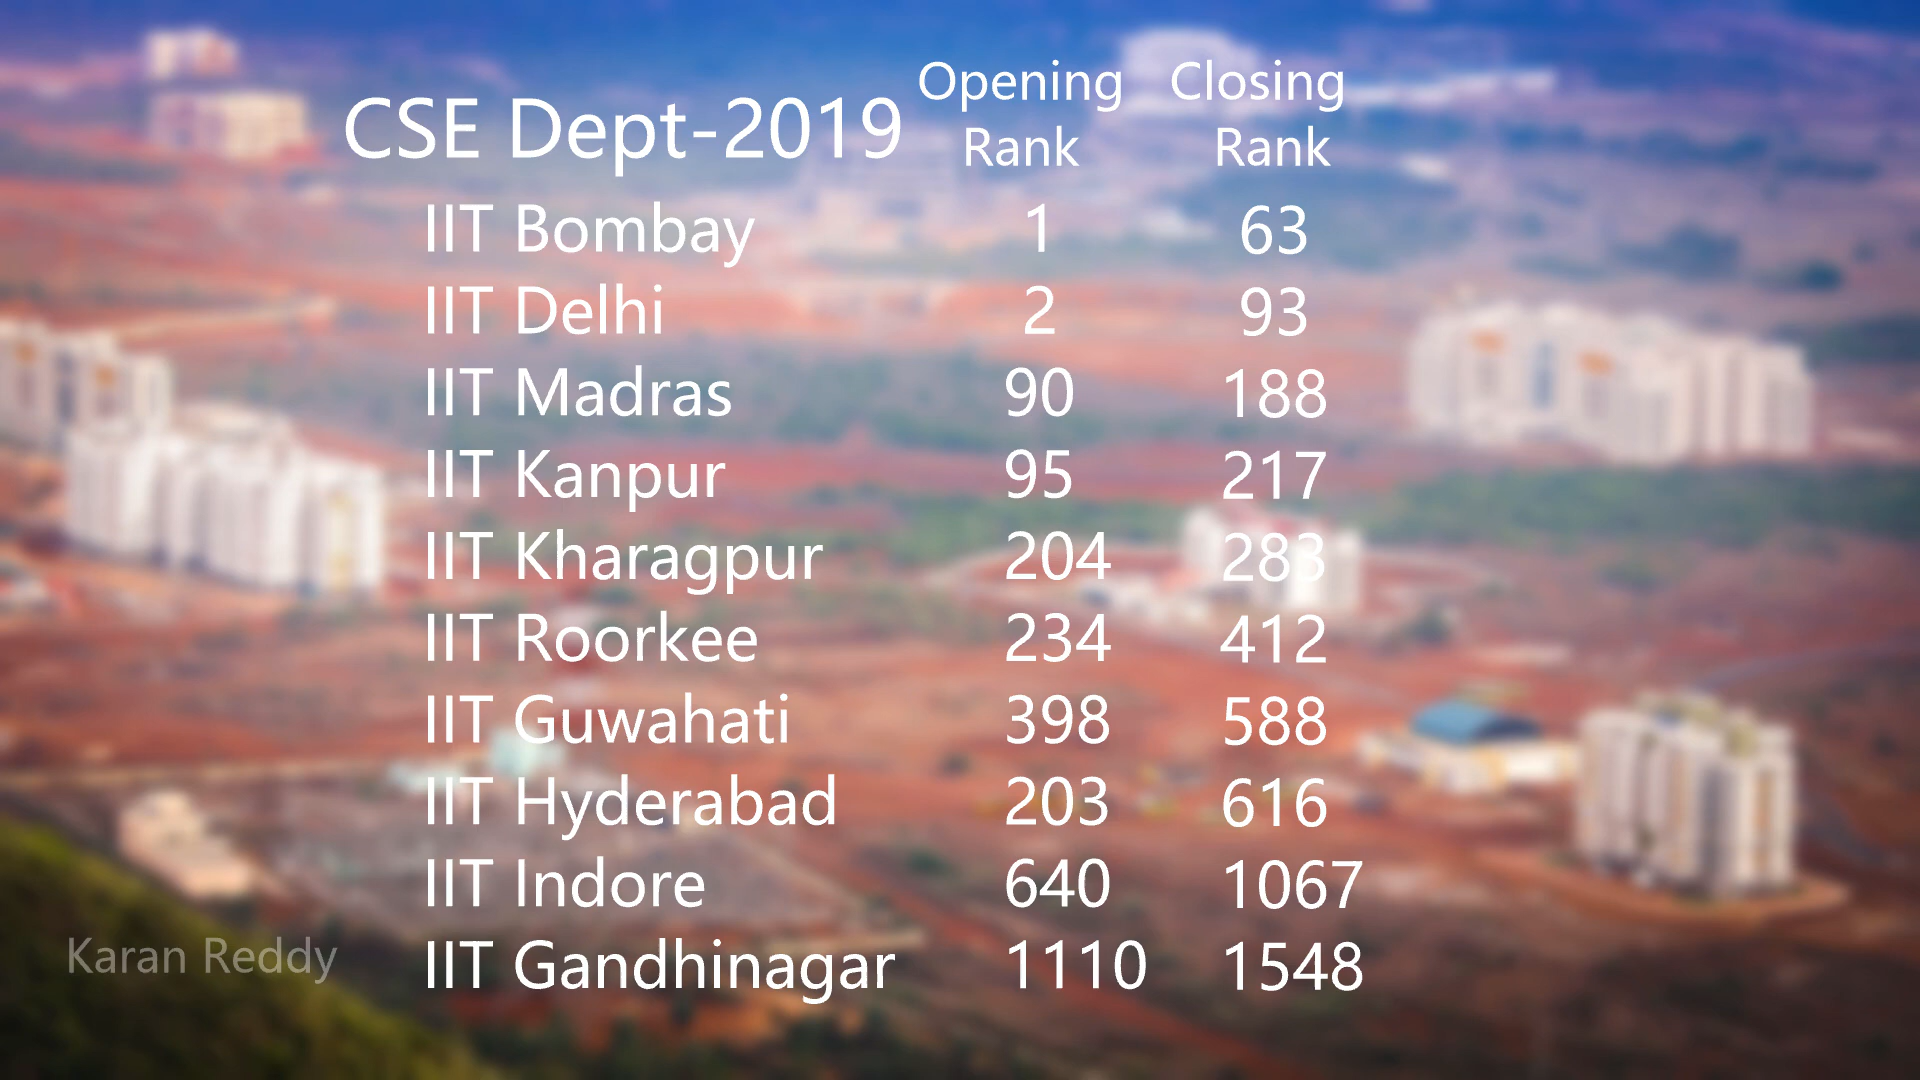 CSE Dept-2019 Opening Rank Closing Rank
IIT Bombay 1 63
IIT Delhi 2 93
IIT Madras 90 188
IIT Kanpur 95 217
IIT Kharagpur 204 283
IIT Roorkee 234 412
IIT Guwahati 398 588
IIT Hyderabad 203 616
IIT Indore 640 1067
IIT Gandhinagar 1110 1548
Karan Reddy